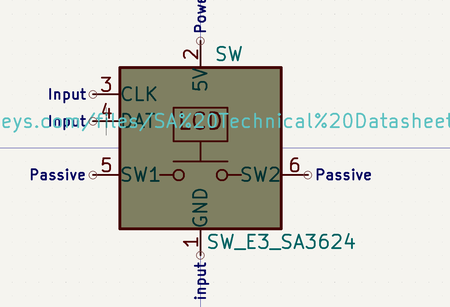 Powe
2
SW
5V
Input 3 CLK
eys.com/files/SA%20Technical%20Datasheet
Input 4 DAT
Passive 5 SW1 SW2 6 Passive
GND
1
SW_E3_SA3624
input